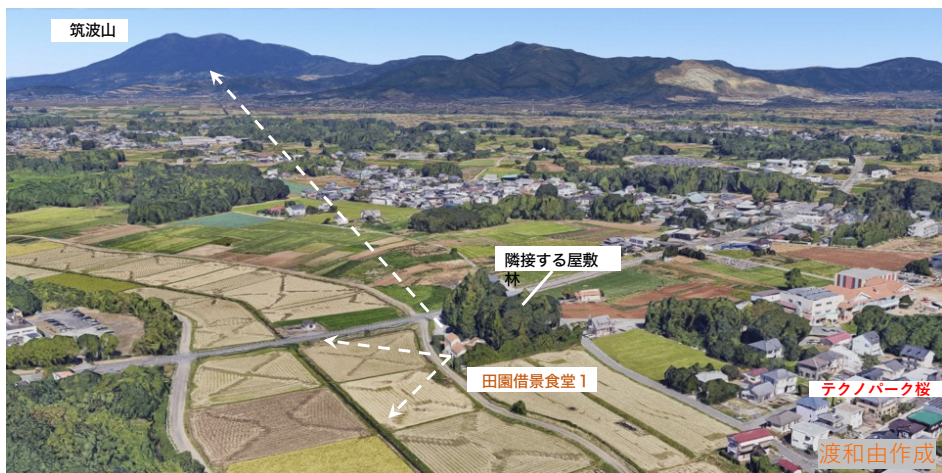 筑波山
隣接する屋敷
林
田園借景食堂１
テクノパーク桜
渡和由作成